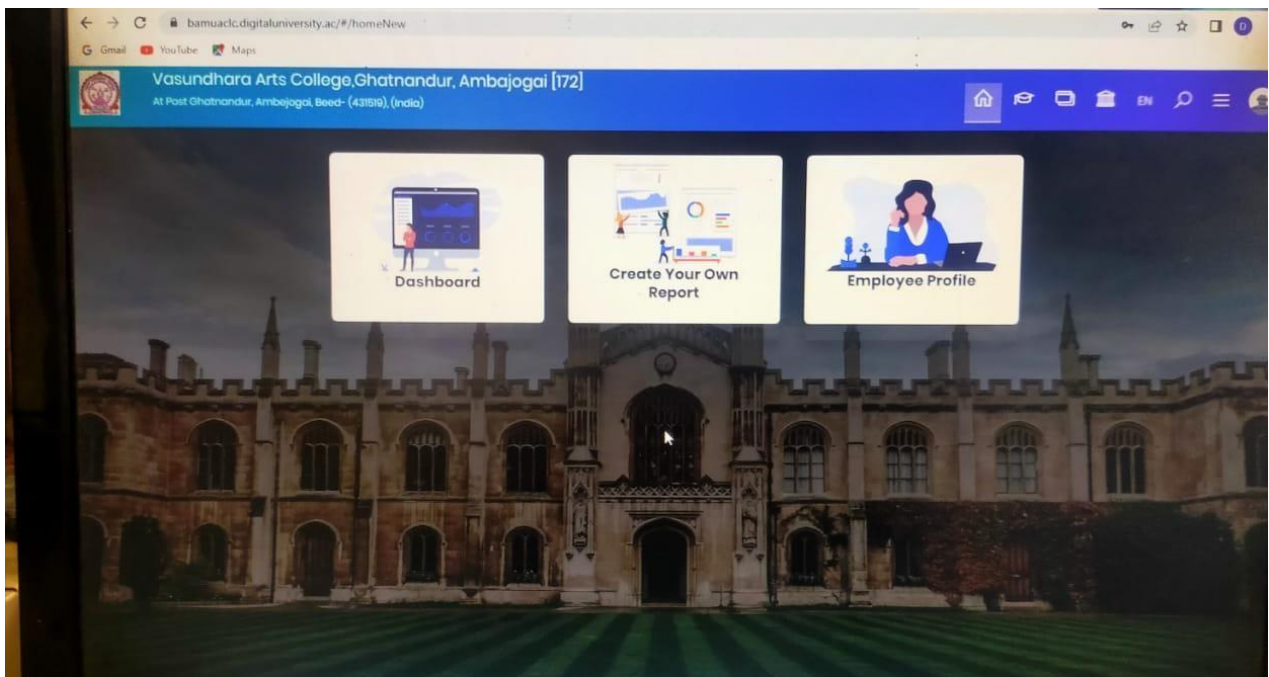 bamuaclc.digitaluniversity.ac/#/homeNew
G Gmail YouTube Maps
Vasundhara Arts College,Ghatnandur, Ambajogai [172]
At Post Ghatnandur, Ambejogai, Beed- (431519), (India)
EN
D
Dashboard
Create Your Own
Report
Employee Profile